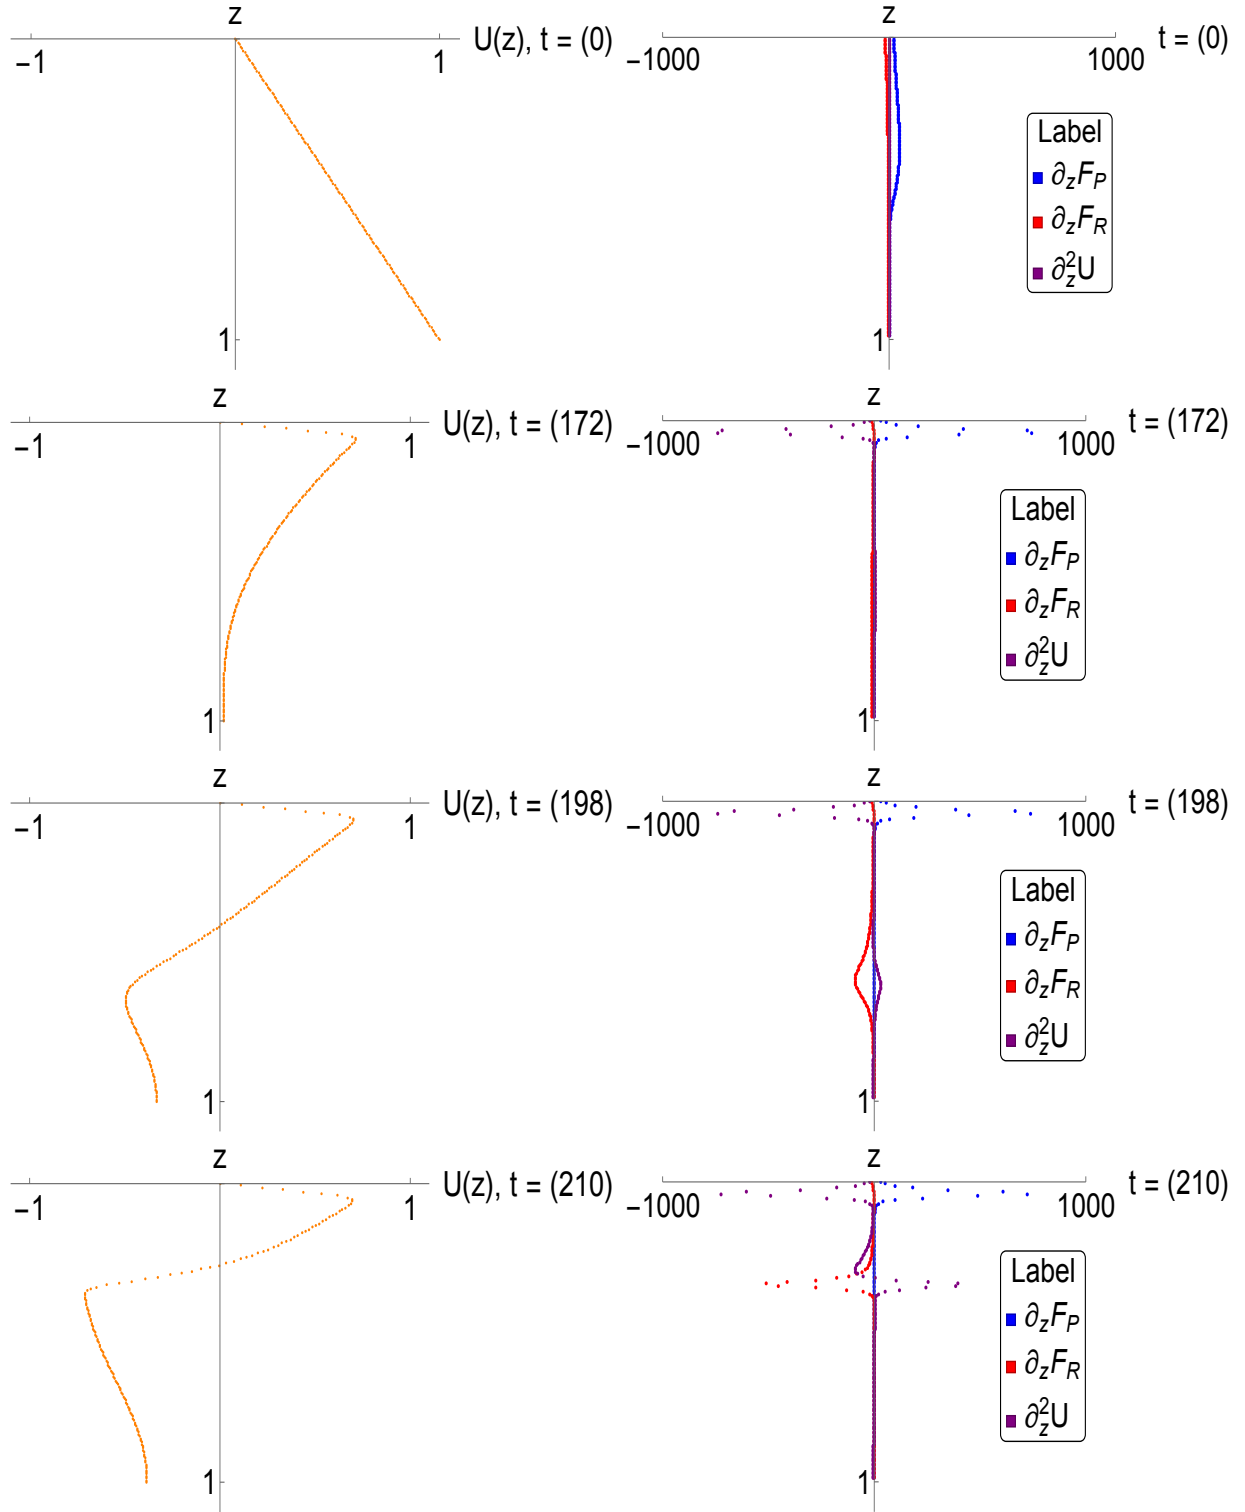 z
-1 1 U(z), t = (0)
1
z
-1000 1000 t = (0)
Label
∂zFP
∂zFR
∂z²U
1
z
-1 1 U(z), t = (172)
1
z
-1000 1000 t = (172)
Label
∂zFP
∂zFR
∂z²U
1
z
-1 1 U(z), t = (198)
1
z
-1000 1000 t = (198)
Label
∂zFP
∂zFR
∂z²U
1
z
-1 1 U(z), t = (210)
1
z
-1000 1000 t = (210)
Label
∂zFP
∂zFR
∂z²U
1